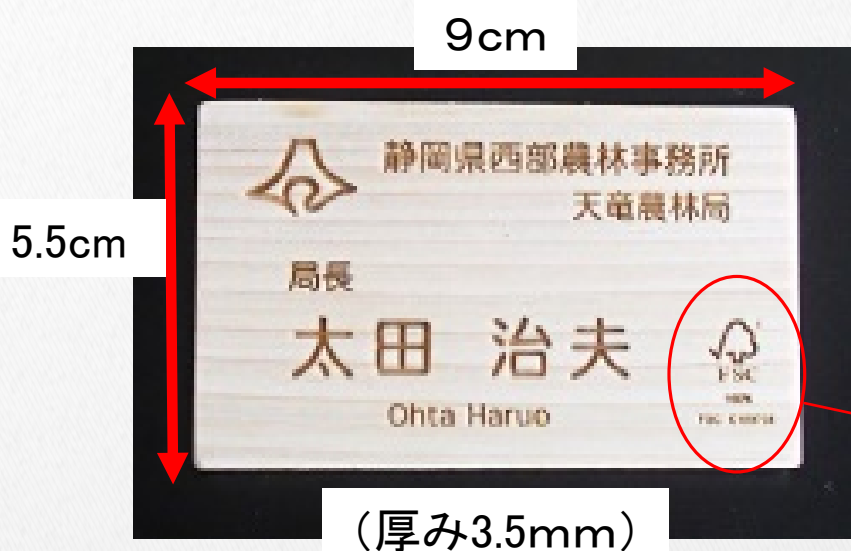 9cm
静岡県西部農林事務所
天竜農林局
5.5cm
局長
太田 治夫
FSC
Ohta Haruo
（厚み3.5mm）